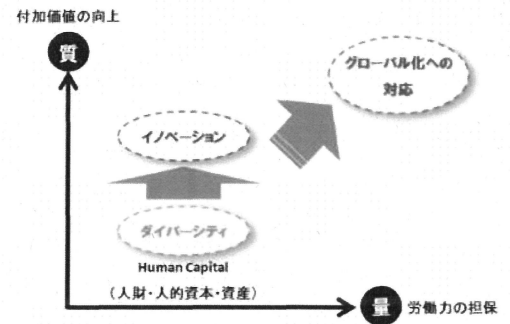 付加価値の向上
質
グローバル化への
対応
イノベーション
ダイバーシティ
Human Capital
(人財・人的資本・資産)
量
労働力の担保